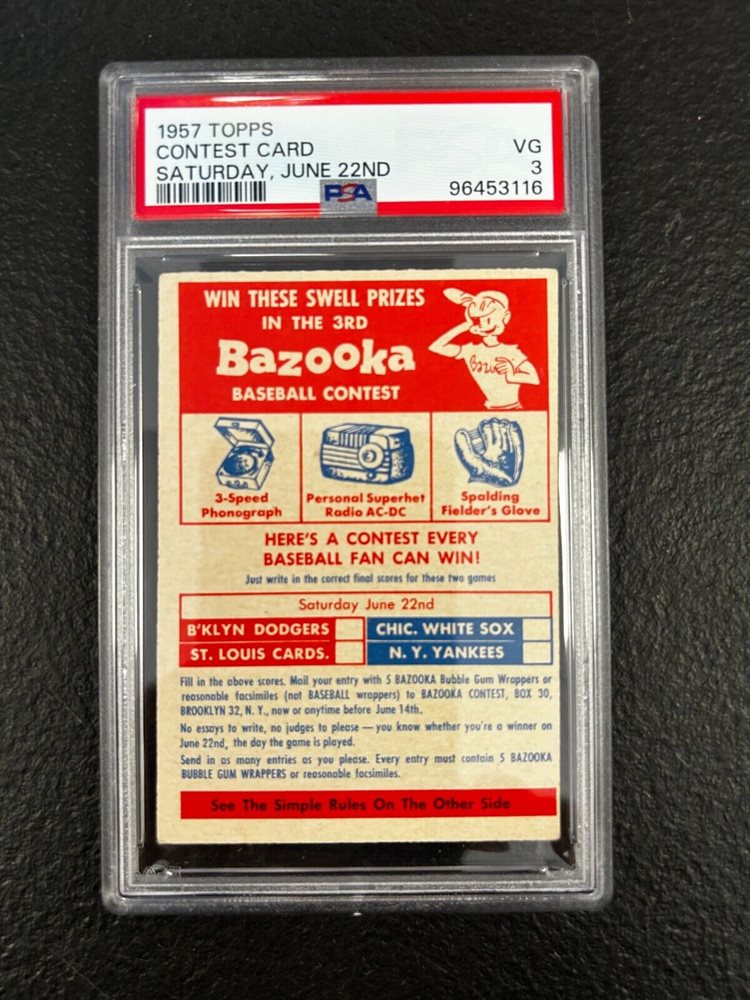 1957 TOPPS
CONTEST CARD VG
SATURDAY, JUNE 22ND 3
PSA 96453116
WIN THESE SWELL PRIZES
IN THE 3RD
Bazooka
BASEBALL CONTEST
3-Speed
Phonograph
Personal Superhet
Radio AC-DC
Spalding
Fielder's Glove
HERE'S A CONTEST EVERY
BASEBALL FAN CAN WIN!
Just write in the correct final scores for these two games
Saturday June 22nd
B'KLYN DODGERS CHIC. WHITE SOX
ST. LOUIS CARDS. N. Y. YANKEES
Fill in the above scores. Mail your entry with 5 BAZOOKA Bubble Gum Wrappers or
reasonable facsimiles (not BASEBALL wrappers) to BAZOOKA CONTEST, BOX 30,
BROOKLYN 32, N. Y., now or anytime before June 14th.
No essays to write, no judges to please — you know whether you're a winner on
June 22nd, the day the game is played.
Send in as many entries as you please. Every entry must contain 5 BAZOOKA
BUBBLE GUM WRAPPERS or reasonable facsimiles.
See The Simple Rules On The Other Side